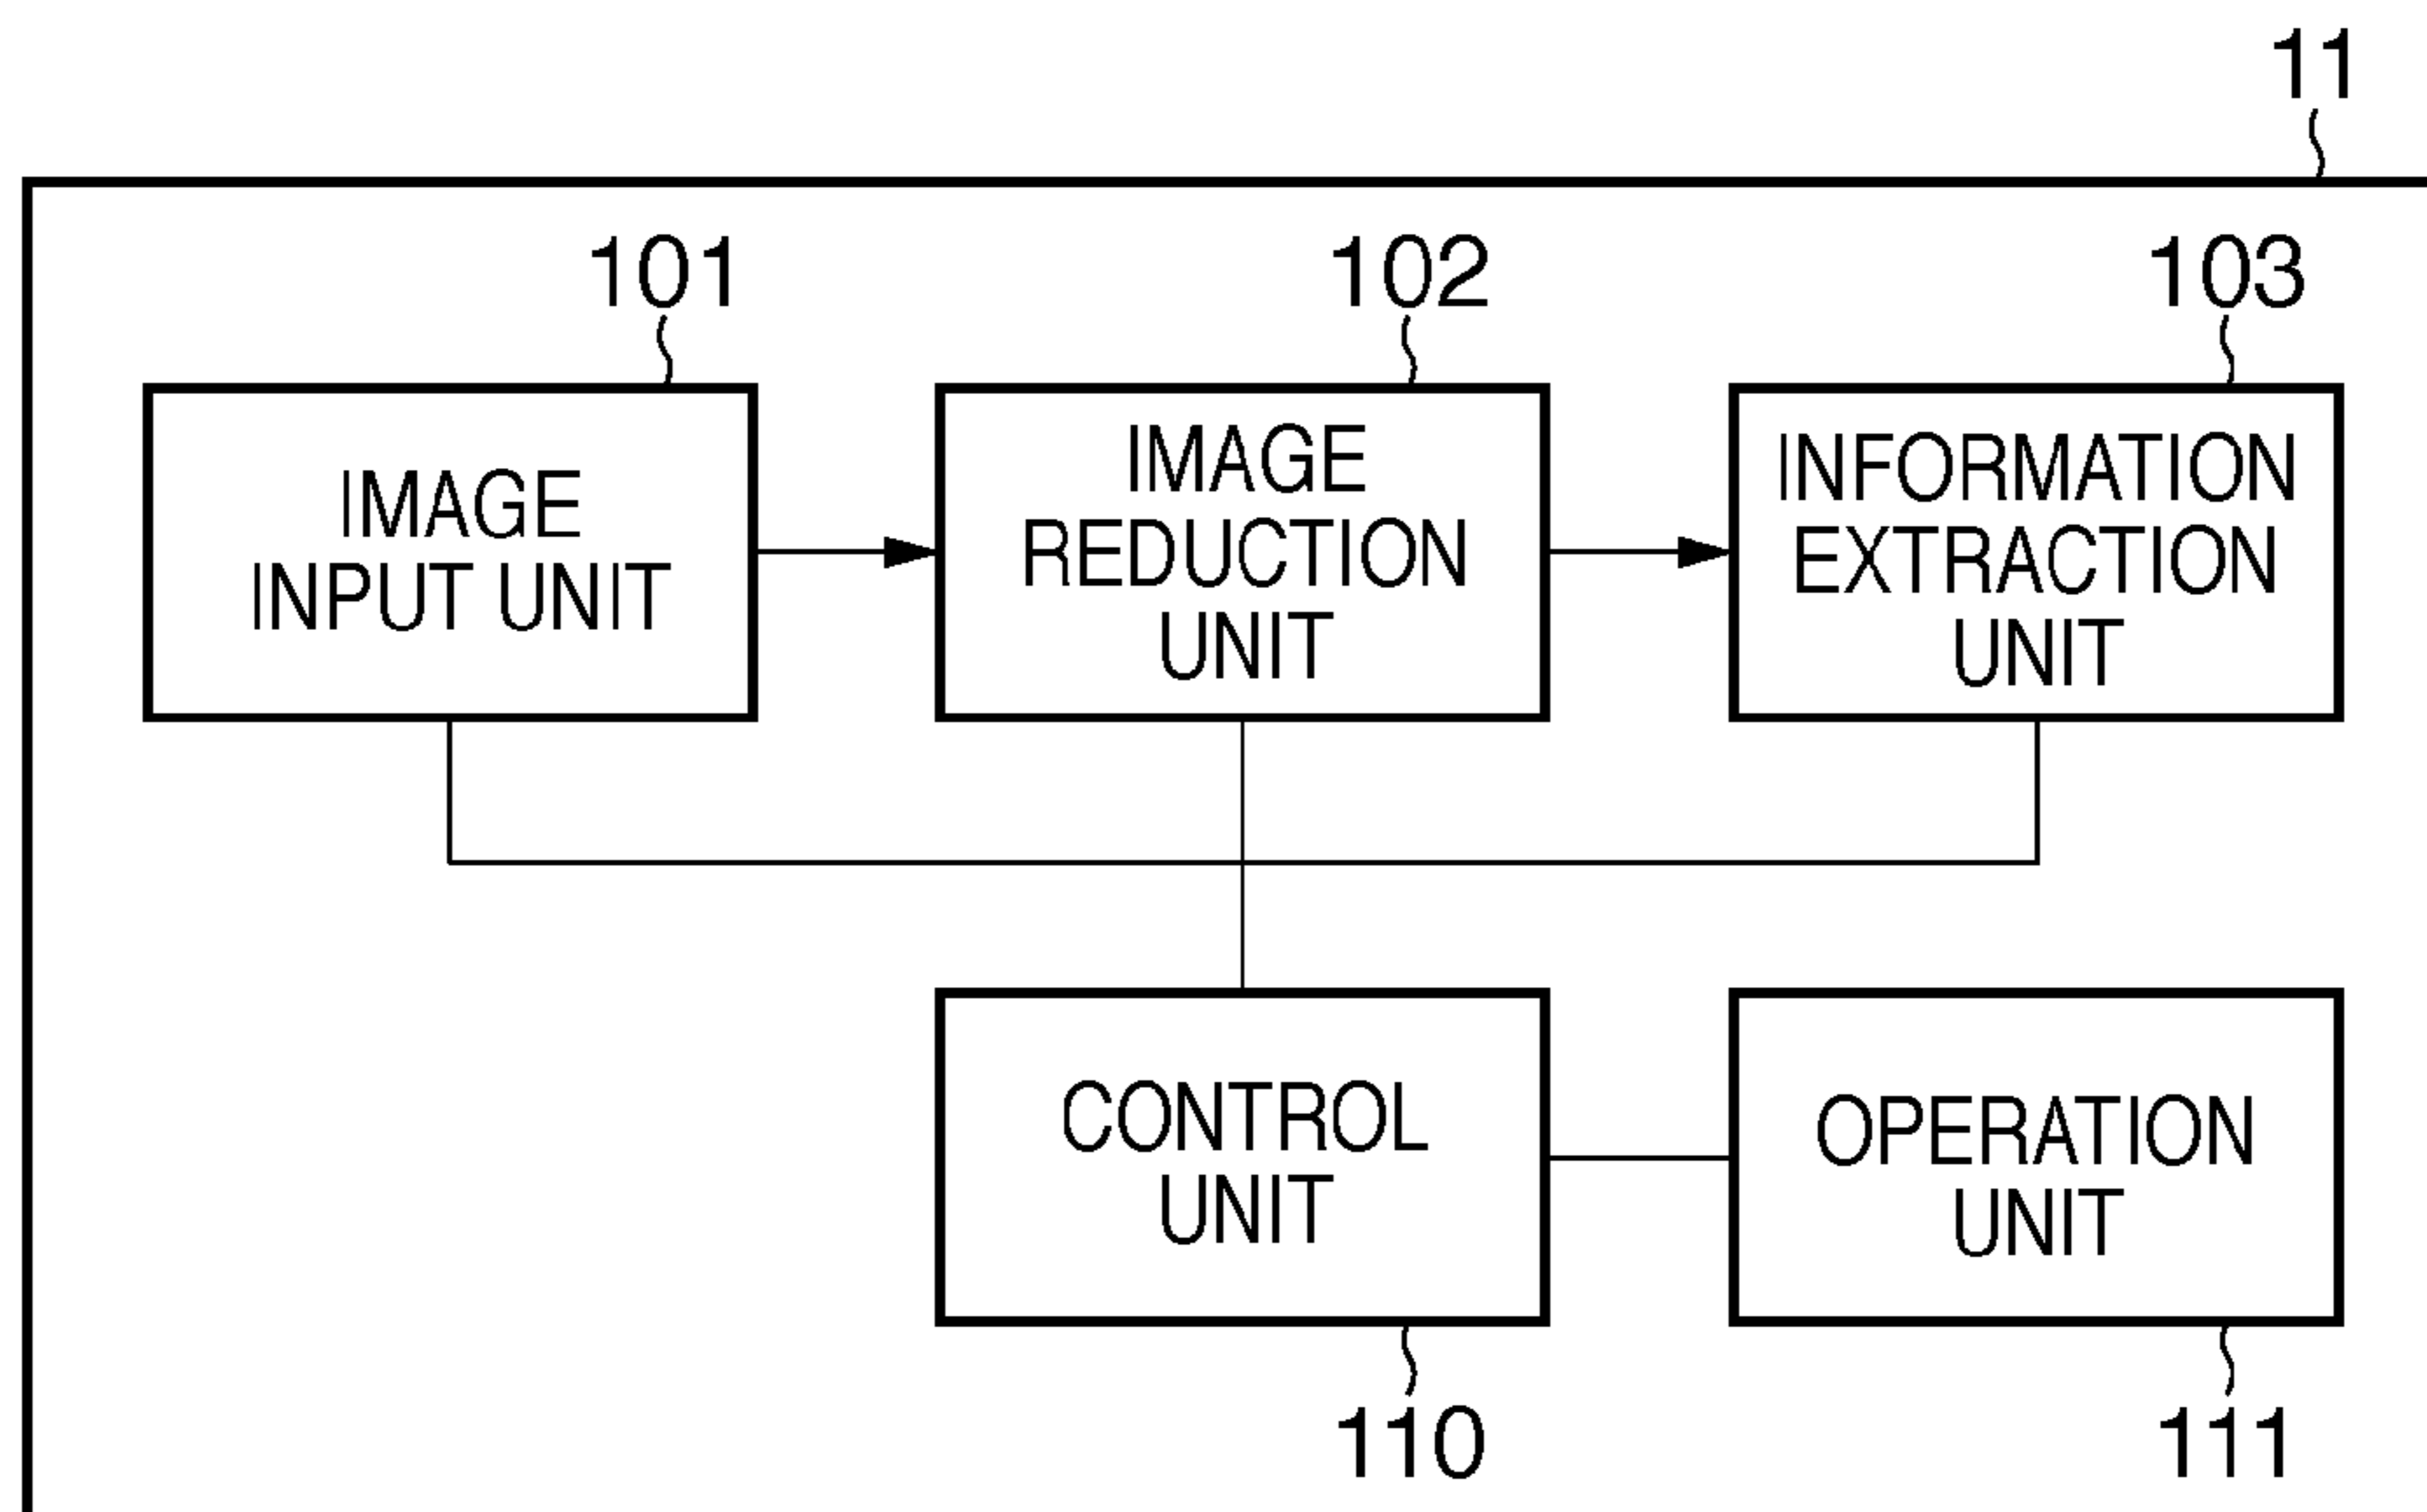 11
101
102
103
IMAGE
INPUT UNIT
IMAGE
REDUCTION
UNIT
INFORMATION
EXTRACTION
UNIT
CONTROL
UNIT
OPERATION
UNIT
110
111